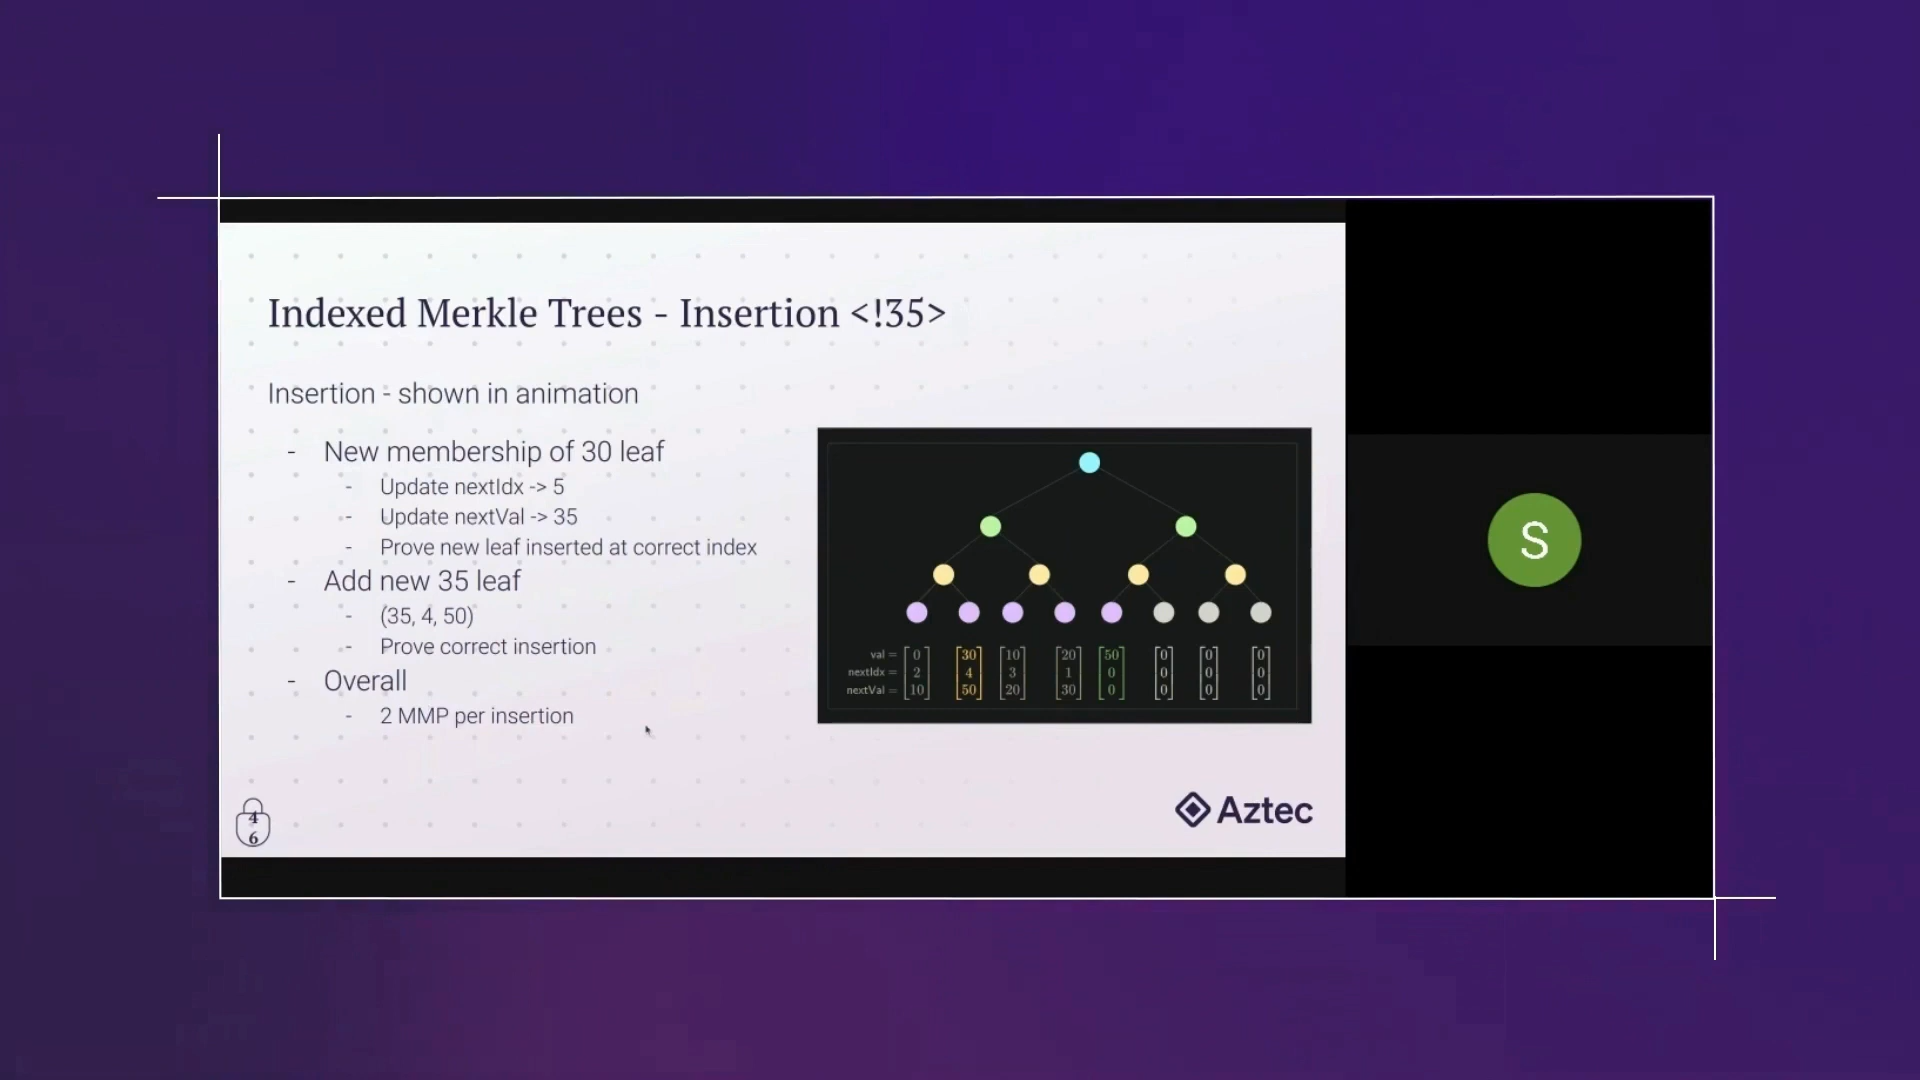 Indexed Merkle Trees - Insertion <!35>
Insertion - shown in animation
- New membership of 30 leaf
- Update nextIdx -> 5
- Update nextVal -> 35
- Prove new leaf inserted at correct index
- Add new 35 leaf
- (35, 4, 50)
- Prove correct insertion
- Overall
- 2 MMP per insertion
val = 0 30 10 20 50 0 0 0
nextIdx = 2 4 3 1 0 0 0 0
nextVal = 10 50 20 30 0 0 0 0
4
6
Aztec
S